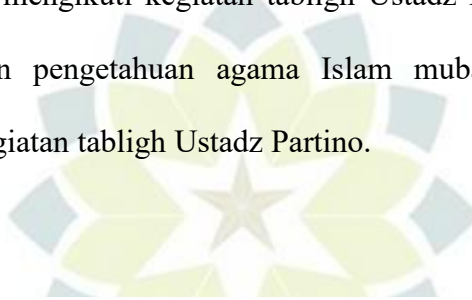 mengikuti kegiatan tabligh Ustadz
pengetahuan agama Islam
tabligh Ustadz Partino.